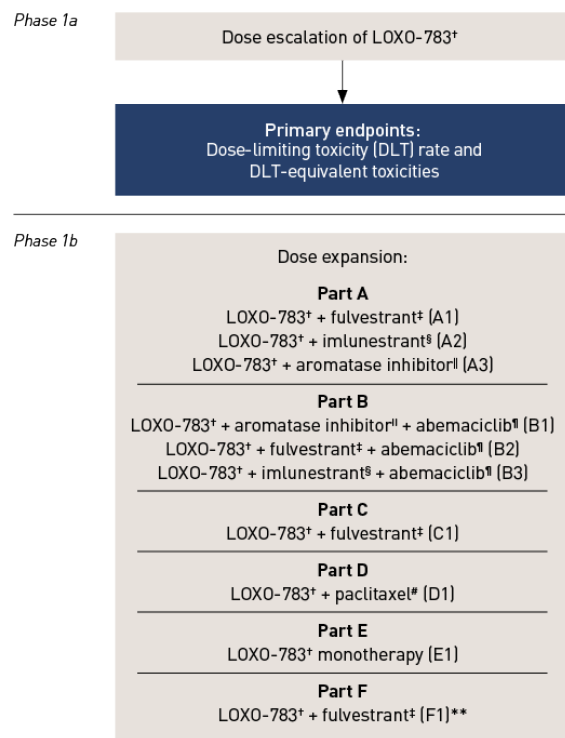 Phase 1a
Dose escalation of LOXO-783†
Primary endpoints:
Dose-limiting toxicity (DLT) rate and
DLT-equivalent toxicities
Phase 1b
Dose expansion:
Part A
LOXO-783† + fulvestrant‡ (A1)
LOXO-783† + imlunestrant§ (A2)
LOXO-783† + aromatase inhibitor|| (A3)
Part B
LOXO-783† + aromatase inhibitor|| + abemaciclib¶ (B1)
LOXO-783† + fulvestrant‡ + abemaciclib¶ (B2)
LOXO-783† + imlunestrant§ + abemaciclib¶ (B3)
Part C
LOXO-783† + fulvestrant‡ (C1)
Part D
LOXO-783† + paclitaxel# (D1)
Part E
LOXO-783† monotherapy (E1)
Part F
LOXO-783† + fulvestrant‡ (F1)**